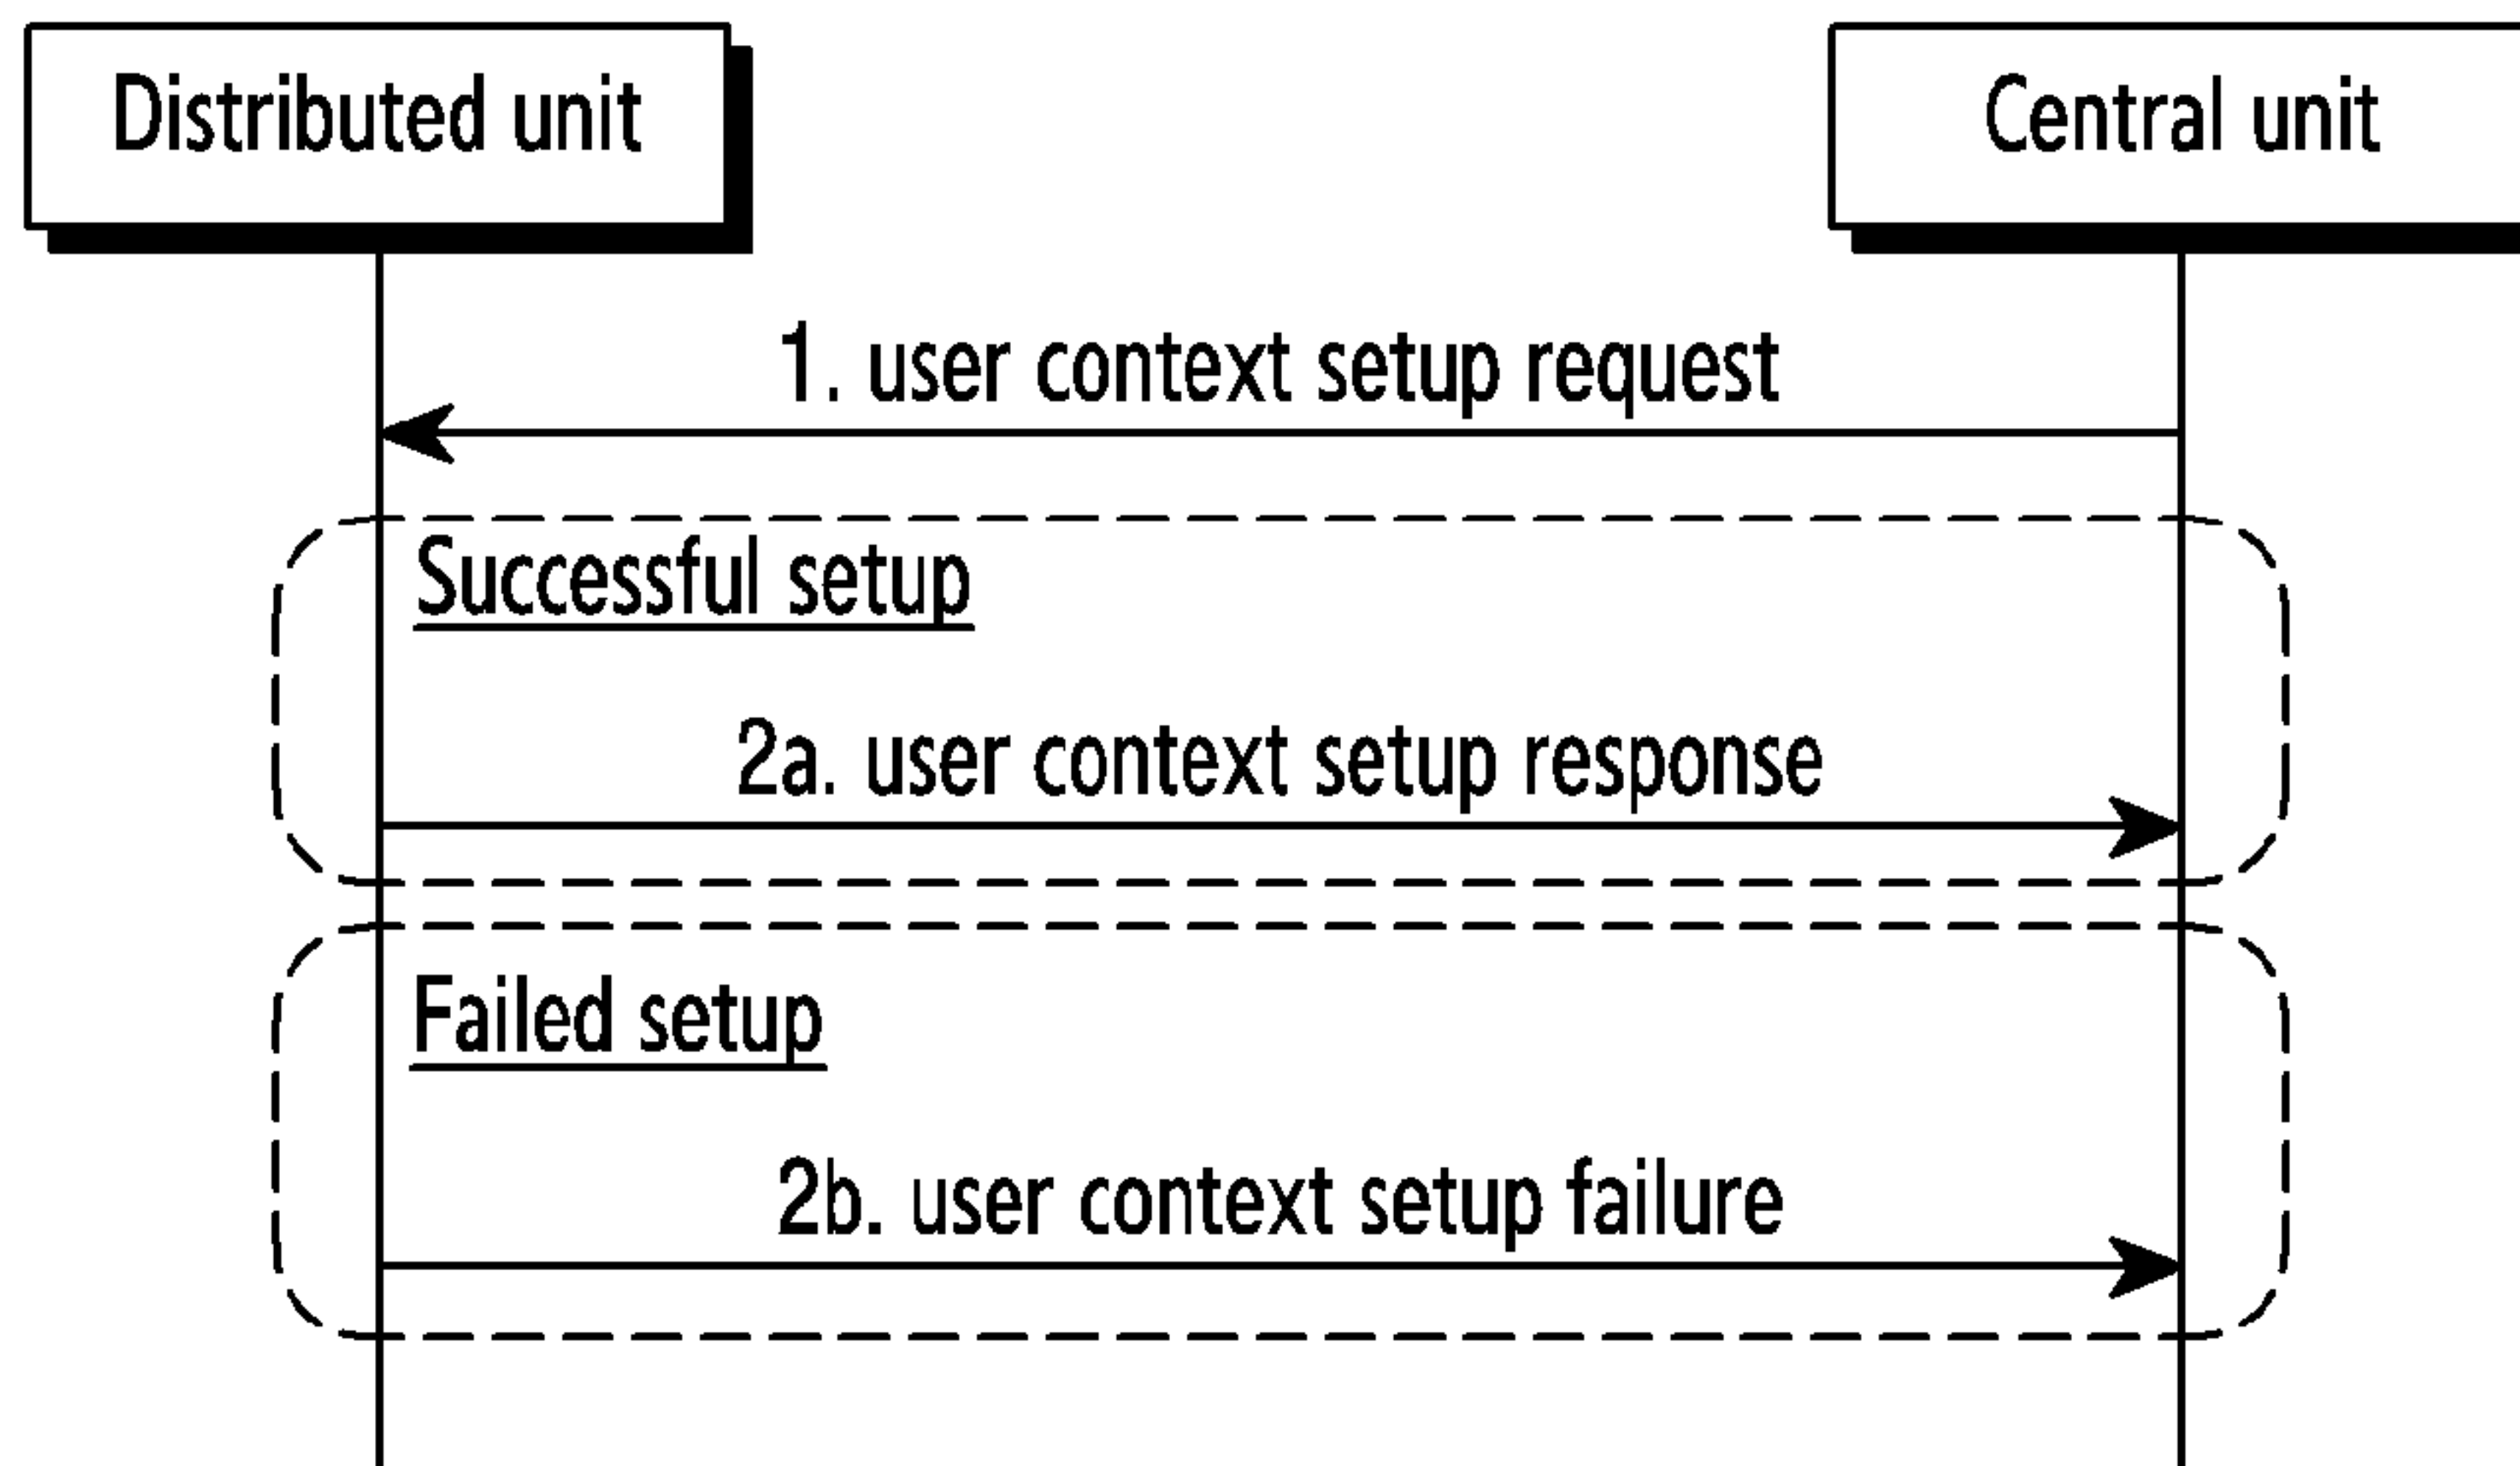 Distributed unit
Central unit
1. user context setup request
Successful setup
2a. user context setup response
Failed setup
2b. user context setup failure